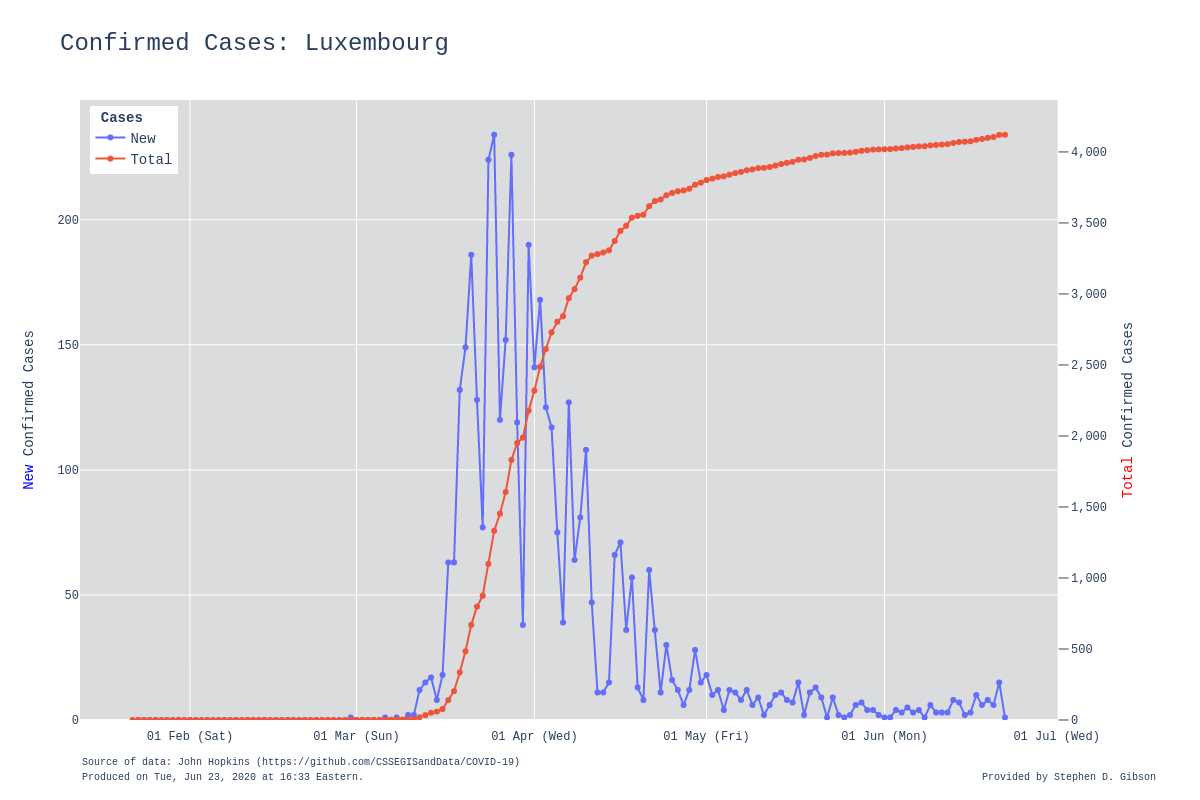 Confirmed Cases: Luxembourg
Cases
New
Total
200
150
100
50
0
4,000
3,500
3,000
2,500
2,000
1,500
1,000
500
0
New Confirmed Cases
Total Confirmed Cases
01 Feb (Sat)
01 Mar (Sun)
01 Apr (Wed)
01 May (Fri)
01 Jun (Mon)
01 Jul (Wed)
Source of data: John Hopkins (https://github.com/CSSEGISandData/COVID-19)
Produced on Tue, Jun 23, 2020 at 16:33 Eastern.
Provided by Stephen D. Gibson